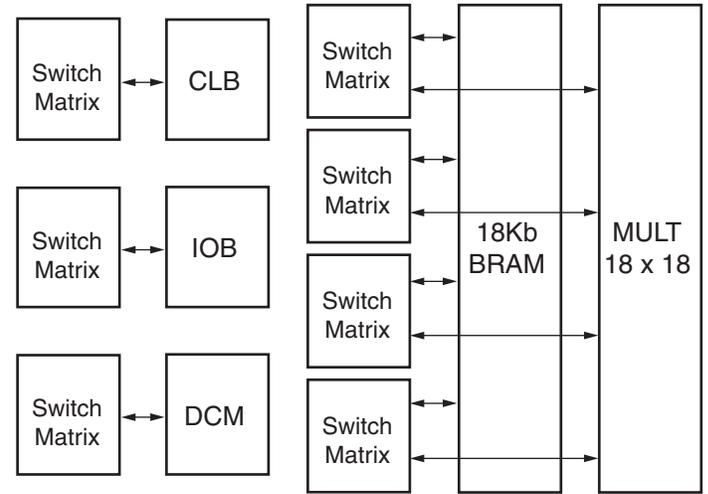 Switch
Matrix
CLB
Switch
Matrix
IOB
Switch
Matrix
DCM
Switch
Matrix
Switch
Matrix
Switch
Matrix
Switch
Matrix
18Kb
BRAM
MULT
18 x 18